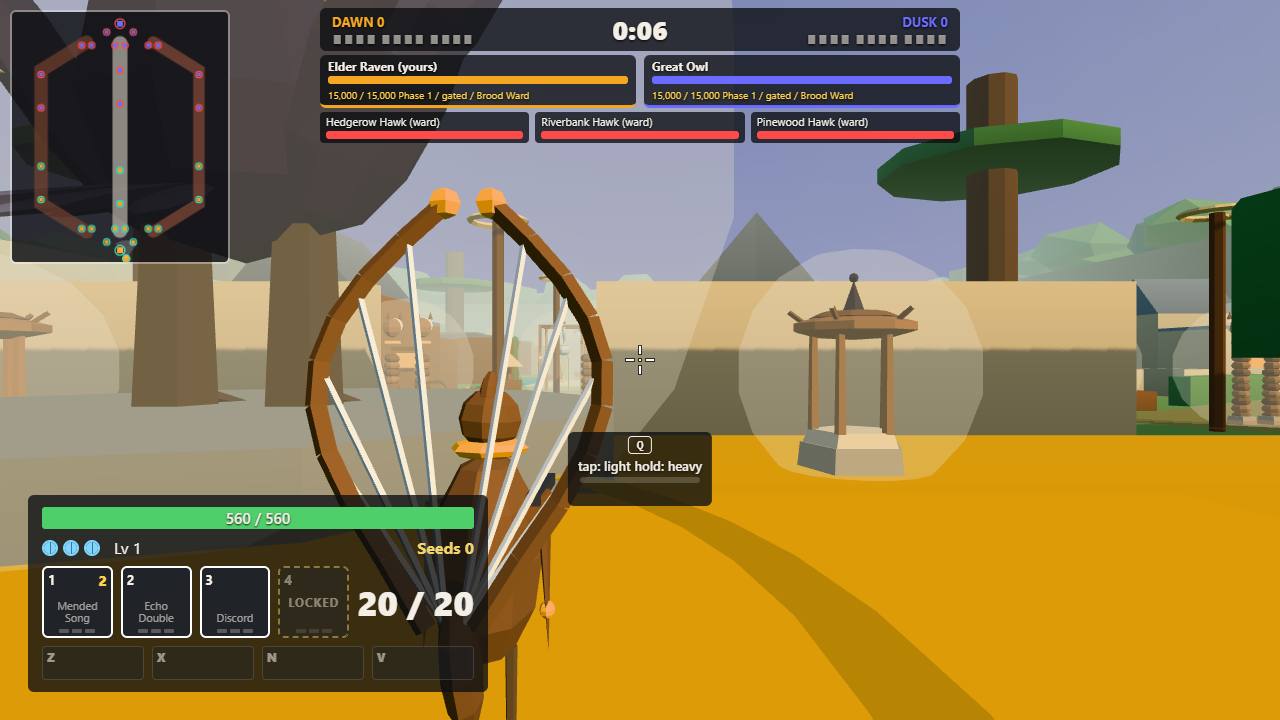 DAWN 0
0:06
DUSK 0
Elder Raven (yours)
15,000 / 15,000 Phase 1 / gated / Brood Ward
Great Owl
15,000 / 15,000 Phase 1 / gated / Brood Ward
Hedgerow Hawk (ward)
Riverbank Hawk (ward)
Pinewood Hawk (ward)
Q
tap: light hold: heavy
560 / 560
Lv 1
Seeds 0
1
2
Mended
Song
2
Echo
Double
3
Discord
4
LOCKED
20 / 20
Z
X
N
V